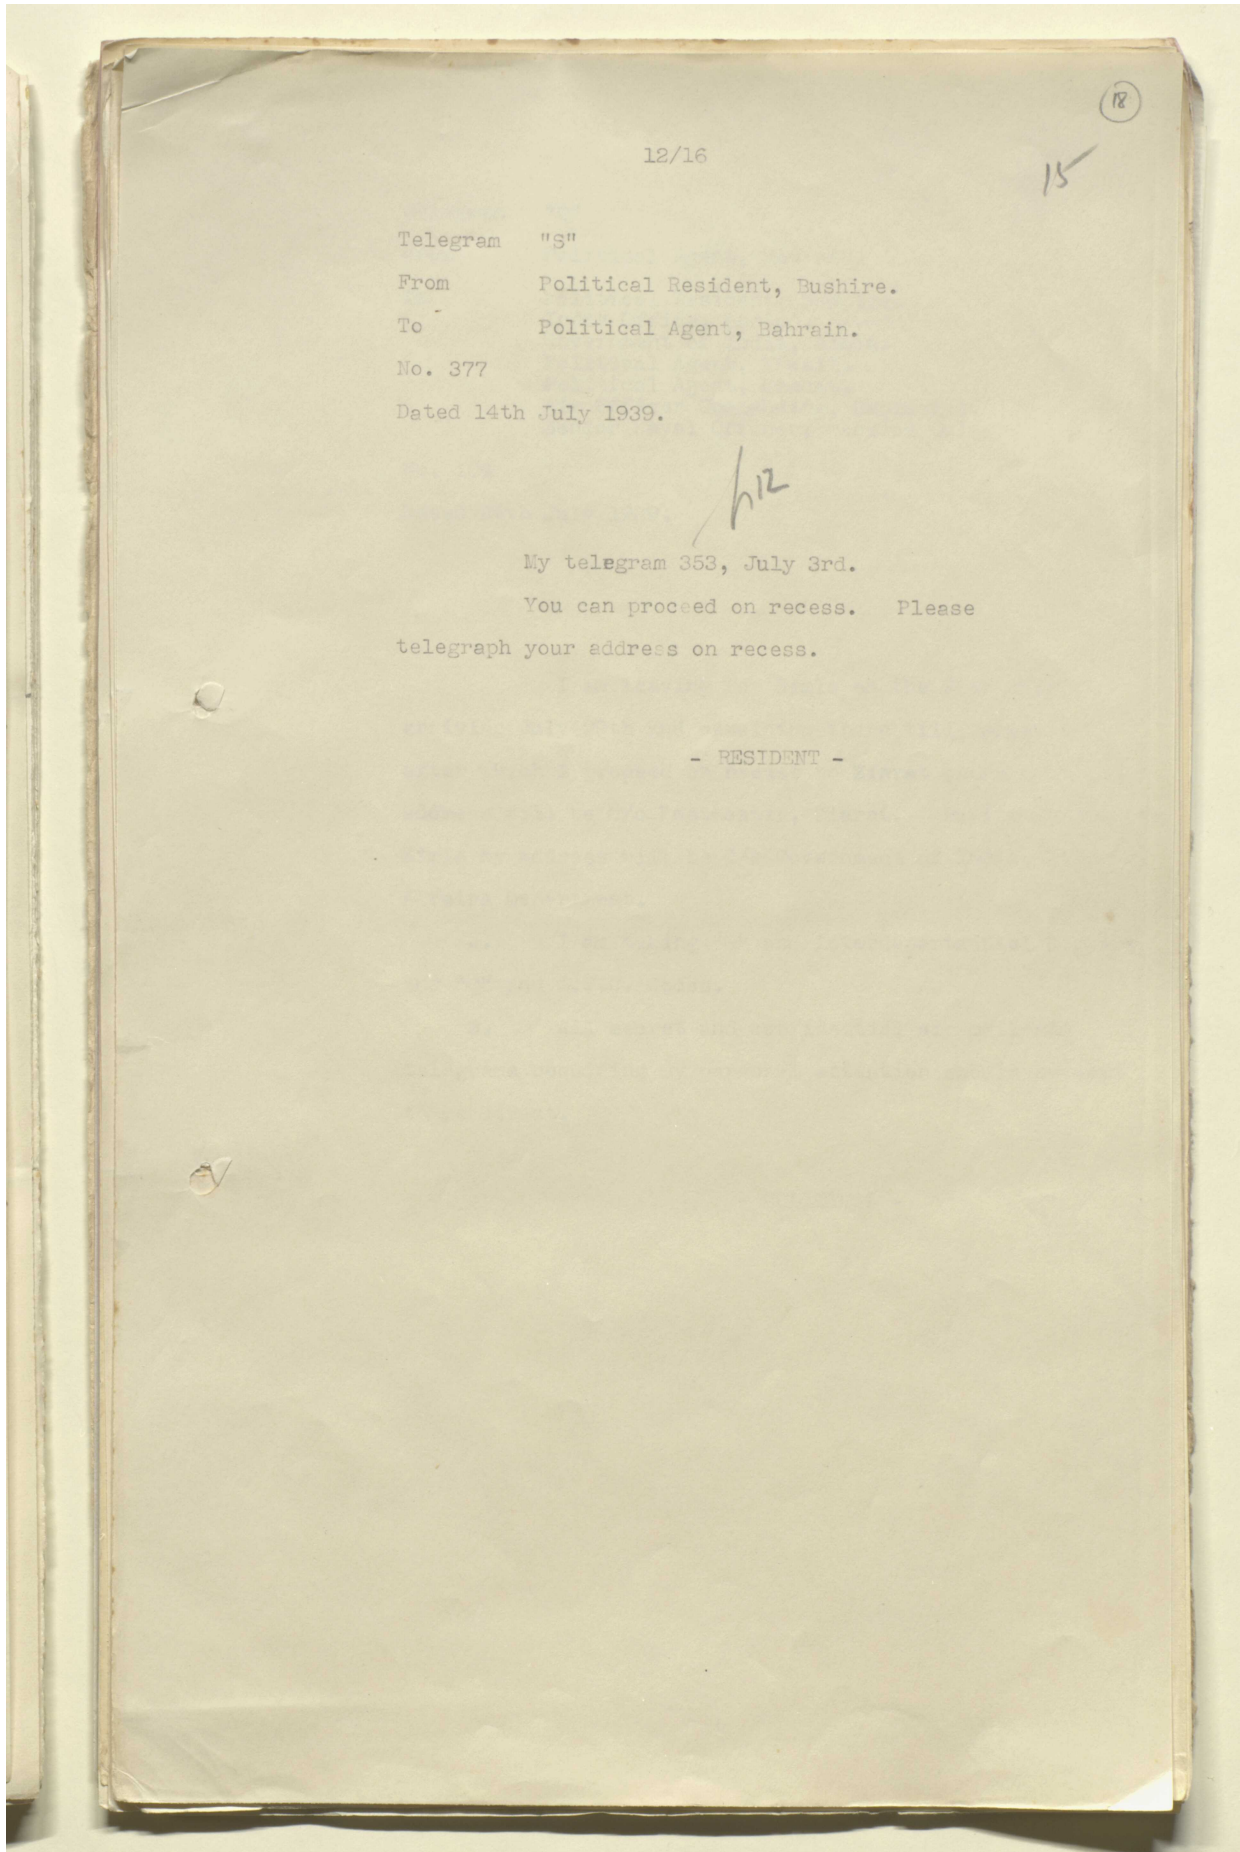 18
12/16
15
Telegram "S"
From Political Resident, Bushire.
To Political Agent, Bahrain.
No. 377
Dated 14th July 1939.
p12
My telegram 353, July 3rd.
You can proceed on recess. Please
telegraph your address on recess.
- RESIDENT -